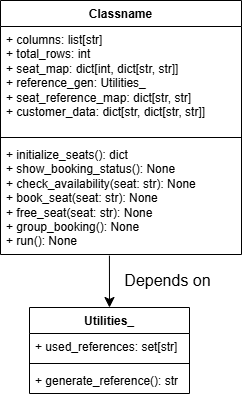 Classname
+ columns: list[str]
+ total_rows: int
+ seat_map: dict[int, dict[str, str]]
+ reference_gen: Utilities_
+ seat_reference_map: dict[str, str]
+ customer_data: dict[str, dict[str, str]]
+ initialize_seats(): dict
+ show_booking_status(): None
+ check_availability(seat: str): None
+ book_seat(seat: str): None
+ free_seat(seat: str): None
+ group_booking(): None
+ run(): None
Depends on
Utilities_
+ used_references: set[str]
+ generate_reference(): str